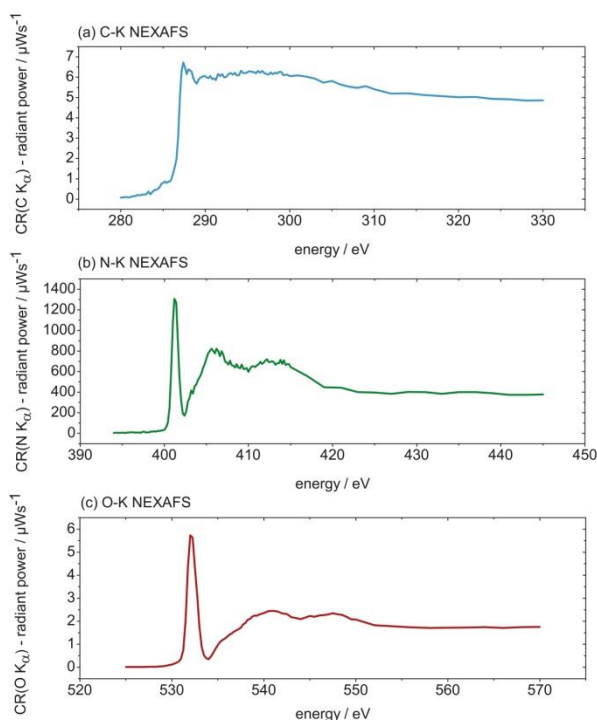 (a) C-K NEXAFS
CR(C Kα) - radiant power / µWs-1
7
6
5
4
3
2
1
0
280 290 300 310 320 330
energy / eV
(b) N-K NEXAFS
CR(N Kα) - radiant power / µWs-1
1400
1200
1000
800
600
400
200
0
390 400 410 420 430 440 450
energy / eV
(c) O-K NEXAFS
CR(O Kα) - radiant power / µWs-1
6
5
4
3
2
1
0
520 530 540 550 560 570
energy / eV